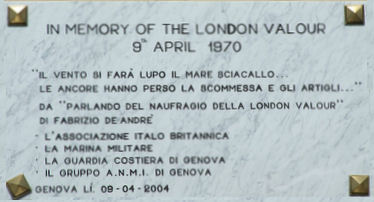 IN MEMORY OF THE LONDON VALOUR
9th APRIL 1970
"IL VENTO SI FARÀ LUPO IL MARE SCIACALLO...
LE ANCORE HANNO PERSO LA SCOMMESSA E GLI ARTIGLI..."
DA "PARLANDO DEL NAUFRAGIO DELLA LONDON VALOUR"
DI FABRIZIO DE ANDRÈ
· L'ASSOCIAZIONE ITALO BRITANNICA
· LA MARINA MILITARE
· LA GUARDIA COSTIERA DI GENOVA
· IL GRUPPO A.N.M.I. DI GENOVA
GENOVA LÍ. 09-04-2004